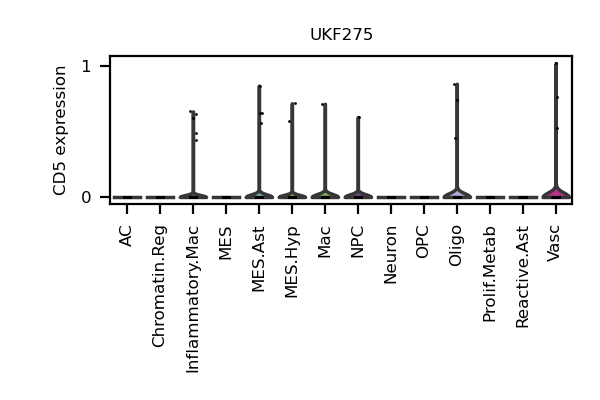 UKF275
CD5 expression
1
0
AC
Chromatin.Reg
Inflammatory.Mac
MES
MES.Ast
MES.Hyp
Mac
NPC
Neuron
OPC
Oligo
Prolif.Metab
Reactive.Ast
Vasc